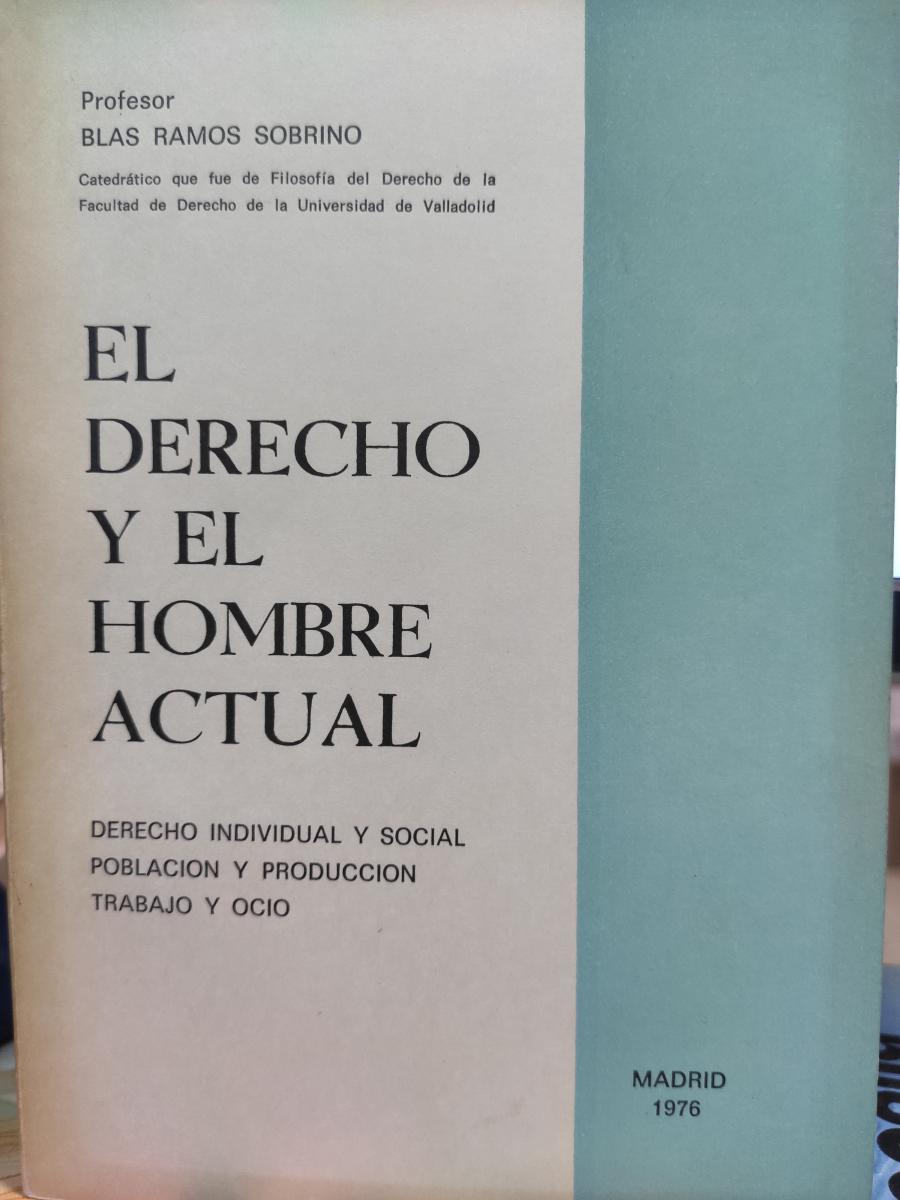 Profesor
BLAS RAMOS SOBRINO
Catedrático que fue de Filosofía del Derecho de la
Facultad de Derecho de la Universidad de Valladolid
EL
DERECHO
Y EL
HOMBRE
ACTUAL
DERECHO INDIVIDUAL Y SOCIAL
POBLACION Y PRODUCCION
TRABAJO Y OCIO
MADRID
1976